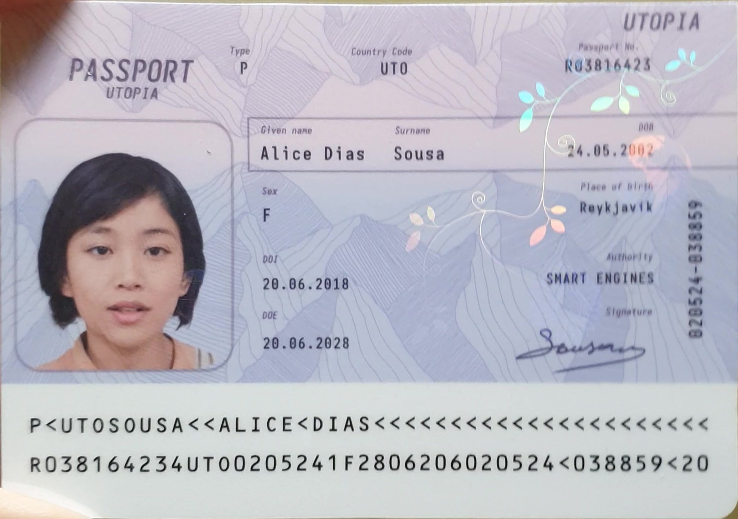 UTOPIA
Type Country Code Passport No.
PASSPORT P UTO R03816423
UTOPIA
Given name Surname DOB
Alice Dias Sousa 24.05.2002
Sex Place of Birth
F Reykjavik
DOI Authority
20.06.2018 SMART ENGINES
DOE Signature
20.06.2028 Sousa
020524-038859
P<UTOSOUSA<<ALICE<DIAS<<<<<<<<<<<<<<<<<<<<<<
R038164234UTO0205241F2806206020524<038859<20